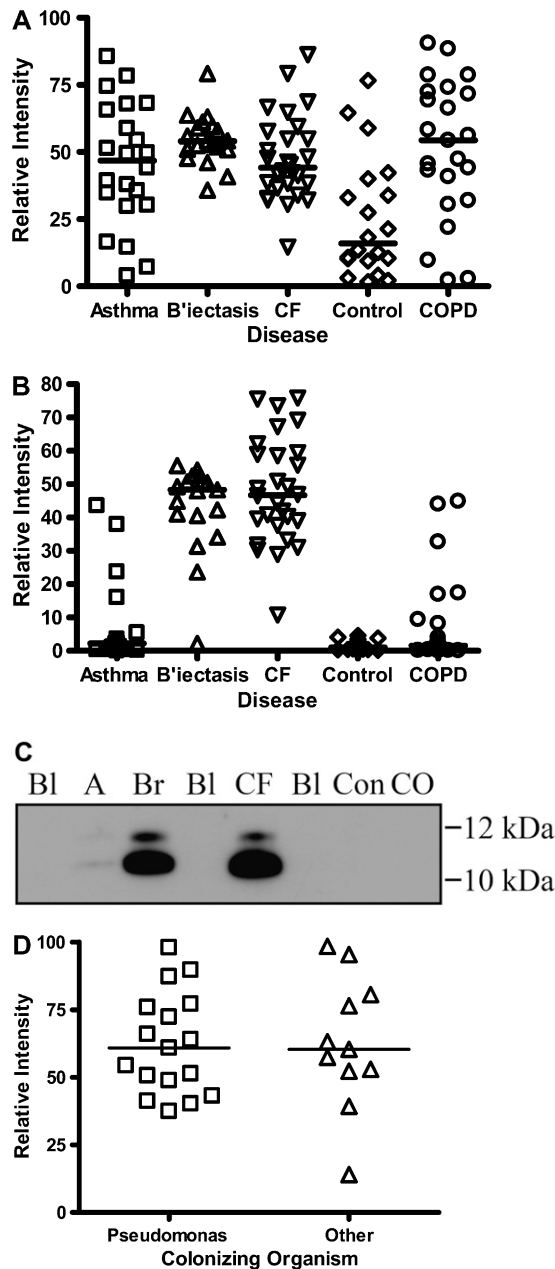 A
100
75
50
25
0
Relative Intensity
Asthma B'iectasis CF Control COPD
Disease
B
80
70
60
50
40
30
20
10
0
Relative Intensity
Asthma B'iectasis CF Control COPD
Disease
C
Bl A Br Bl CF Bl Con CO
12 kDa
10 kDa
D
100
75
50
25
0
Relative Intensity
Pseudomonas Other
Colonizing Organism